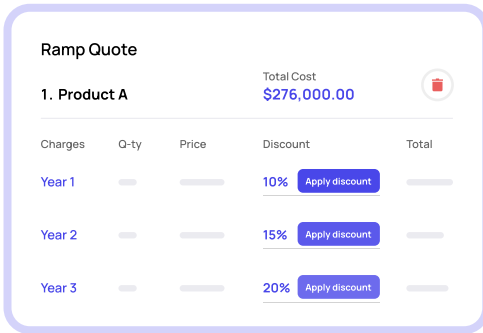 Ramp Quote
Total Cost
1. Product A $276,000.00
Charges Q-ty Price Discount Total
Year 1 10% Apply discount
Year 2 15% Apply discount
Year 3 20% Apply discount